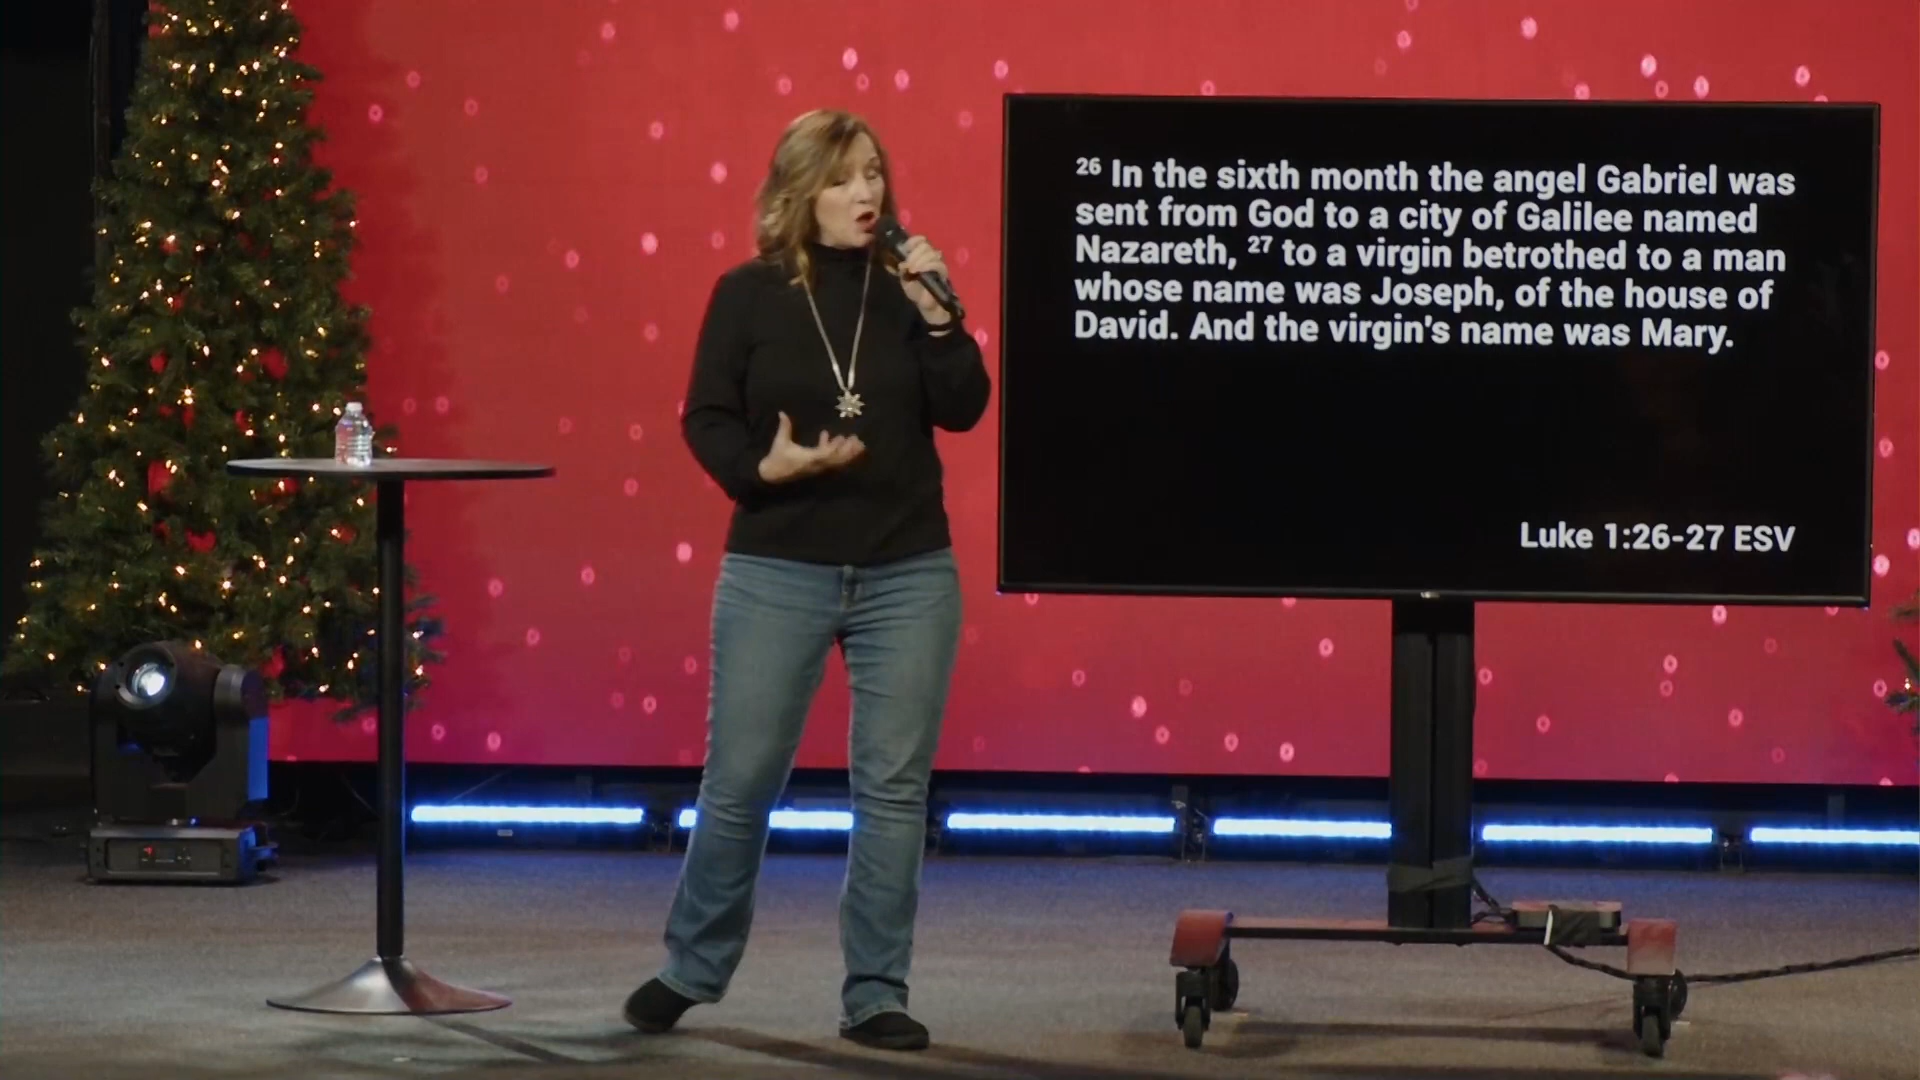 26 In the sixth month the angel Gabriel was
sent from God to a city of Galilee named
Nazareth, 27 to a virgin betrothed to a man
whose name was Joseph, of the house of
David. And the virgin's name was Mary.
Luke 1:26-27 ESV